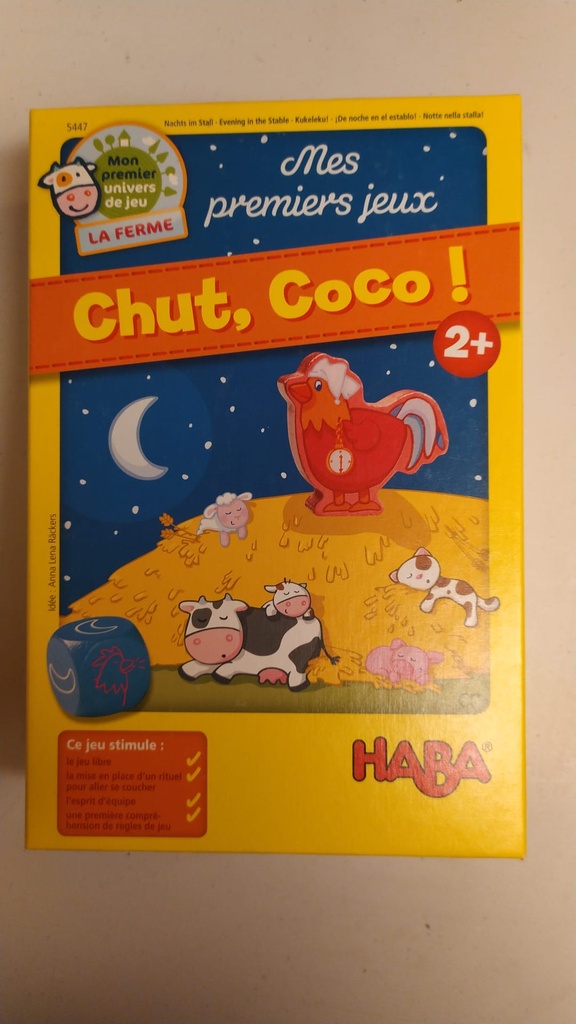 5447
Nachts im Stall · Evening in the Stable · Kukeleku! · ¡De noche en el establo! · Notte nella stalla!
Mon
premier
univers
de jeu
LA FERME
Mes
premiers jeux
Chut, Coco !
2+
Idée : Anna Lena Räckers
Ce jeu stimule :
le jeu libre
la mise en place d'un rituel
pour aller se coucher
l'esprit d'équipe
une première compré-
hension de règles de jeu
HABA®